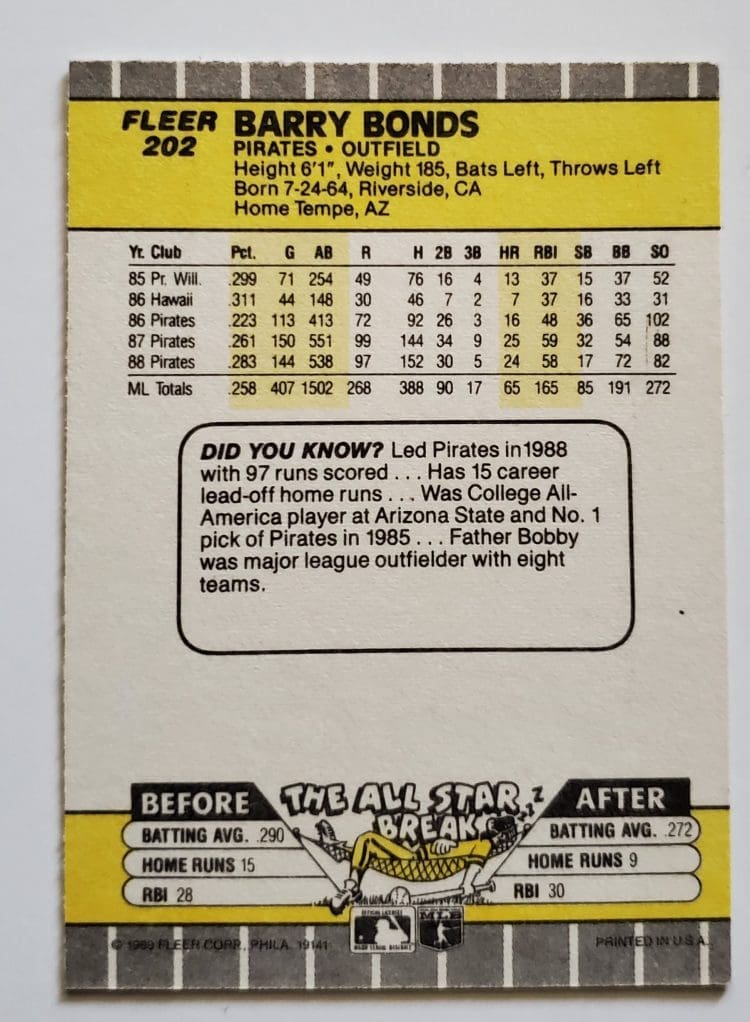 FLEER BARRY BONDS
202 PIRATES • OUTFIELD
Height 6'1", Weight 185, Bats Left, Throws Left
Born 7-24-64, Riverside, CA
Home Tempe, AZ
Yr. Club Pct. G AB R H 2B 3B HR RBI SB BB SO
85 Pr. Will. .299 71 254 49 76 16 4 13 37 15 37 52
86 Hawaii .311 44 148 30 46 7 2 7 37 16 33 31
86 Pirates .223 113 413 72 92 26 3 16 48 36 65 102
87 Pirates .261 150 551 99 144 34 9 25 59 32 54 88
88 Pirates .283 144 538 97 152 30 5 24 58 17 72 82
ML Totals .258 407 1502 268 388 90 17 65 165 85 191 272
DID YOU KNOW? Led Pirates in 1988
with 97 runs scored . . . Has 15 career
lead-off home runs . . . Was College All-
America player at Arizona State and No. 1
pick of Pirates in 1985 . . . Father Bobby
was major league outfielder with eight
teams.
BEFORE THE ALL STAR BREAK ZZZZ AFTER
BATTING AVG. .290 BATTING AVG. .272
HOME RUNS 15 HOME RUNS 9
RBI 28 RBI 30
MLB
© 1989 FLEER CORP., PHILA. 19141 PRINTED IN U.S.A.